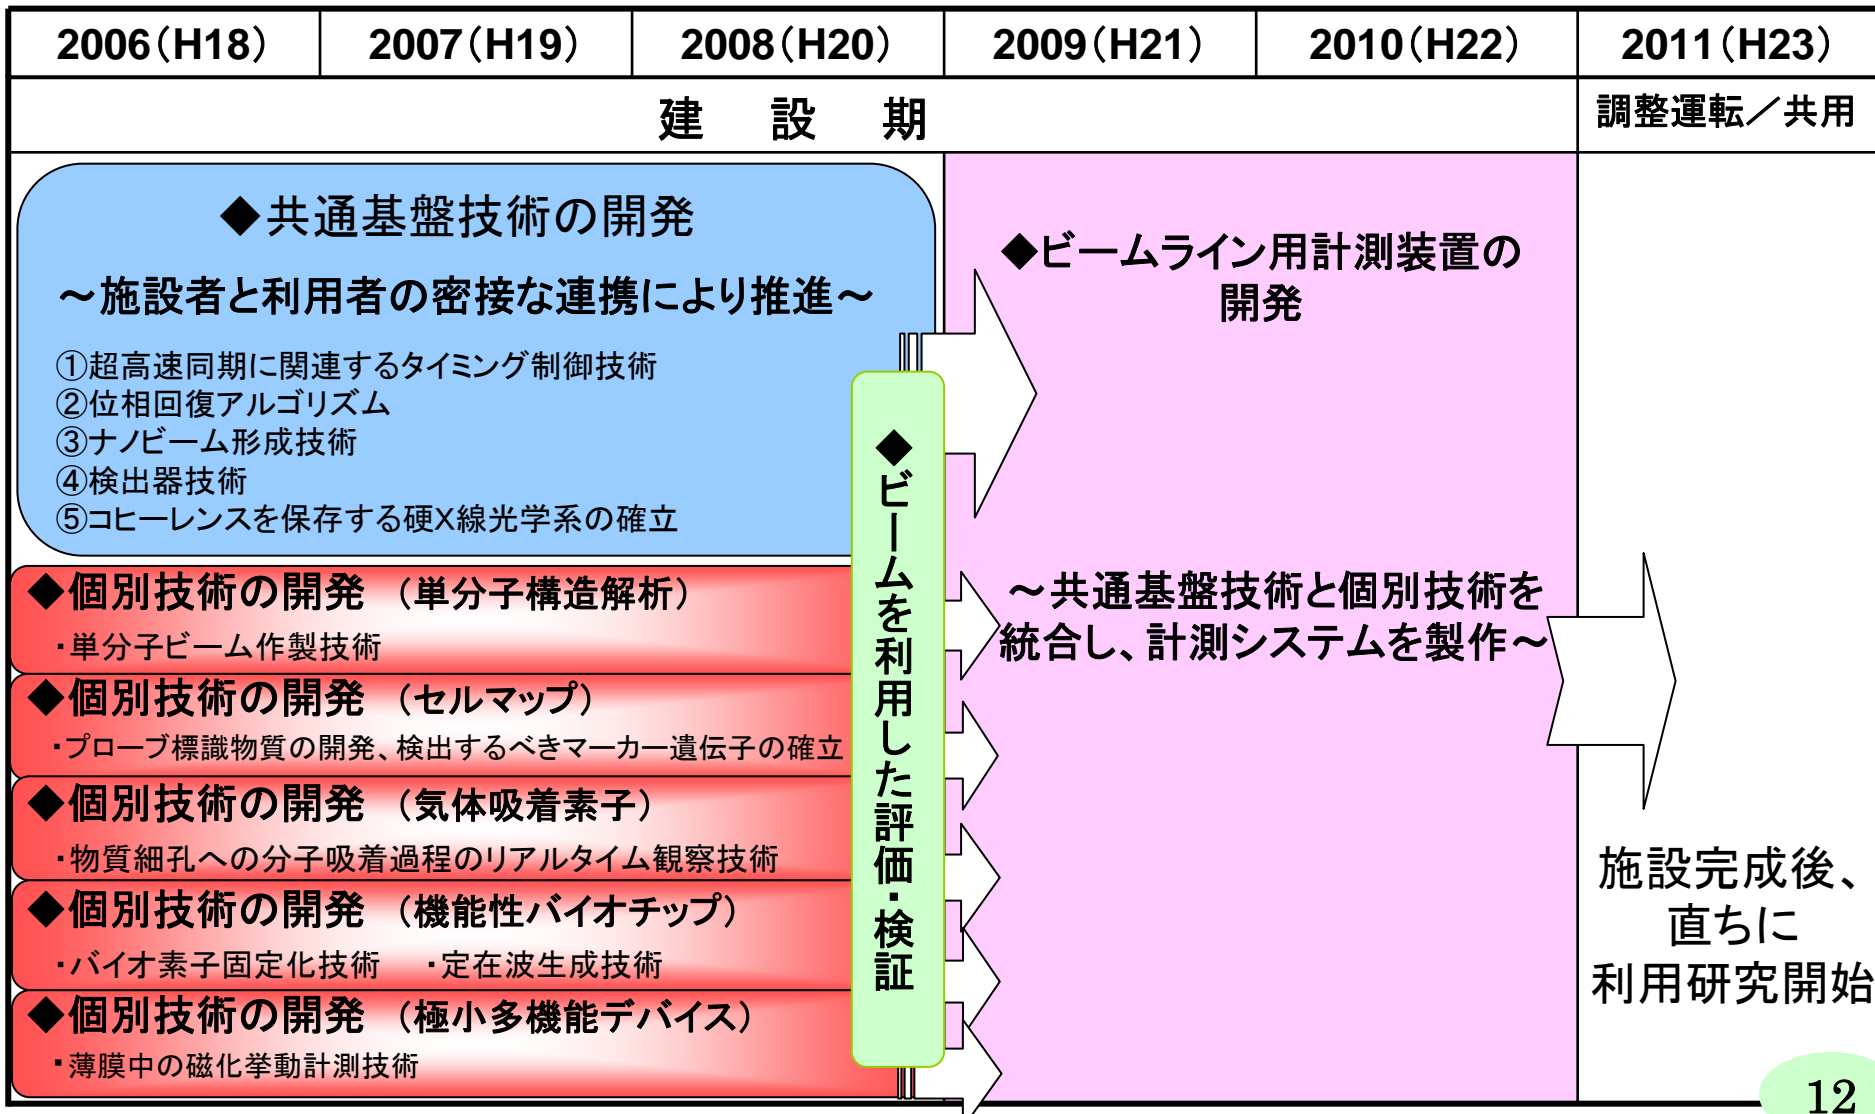 2006（H18）
2007（H19）
2008（H20）
2009（H21）
2010（H22）
2011（H23）
建 設 期
調整運転／共用
◆共通基盤技術の開発
～施設者と利用者の密接な連携により推進～
①超高速同期に関連するタイミング制御技術
②位相回復アルゴリズム
③ナノビーム形成技術
④検出器技術
⑤コヒーレンスを保存する硬X線光学系の確立
◆個別技術の開発 （単分子構造解析）
・単分子ビーム作製技術
◆個別技術の開発 （セルマップ）
・プローブ標識物質の開発、検出するべきマーカー遺伝子の確立
◆個別技術の開発 （気体吸着素子）
・物質細孔への分子吸着過程のリアルタイム観察技術
◆個別技術の開発 （機能性バイオチップ）
・バイオ素子固定化技術 ・定在波生成技術
◆個別技術の開発 （極小多機能デバイス）
・薄膜中の磁化挙動計測技術
◆ビームを利用した評価・検証
◆ビームライン用計測装置の
開発
～共通基盤技術と個別技術を
統合し、計測システムを製作～
施設完成後、
直ちに
利用研究開始
12